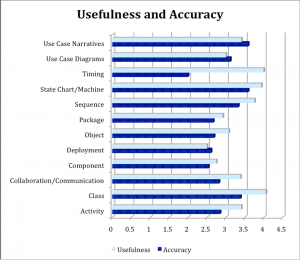 Usefulness and Accuracy
Use Case Narratives
Use Case Diagrams
Timing
State Chart/Machine
Sequence
Package
Object
Deployment
Component
Collaboration/Communication
Class
Activity
0 0.5 1 1.5 2 2.5 3 3.5 4 4.5
Usefulness Accuracy